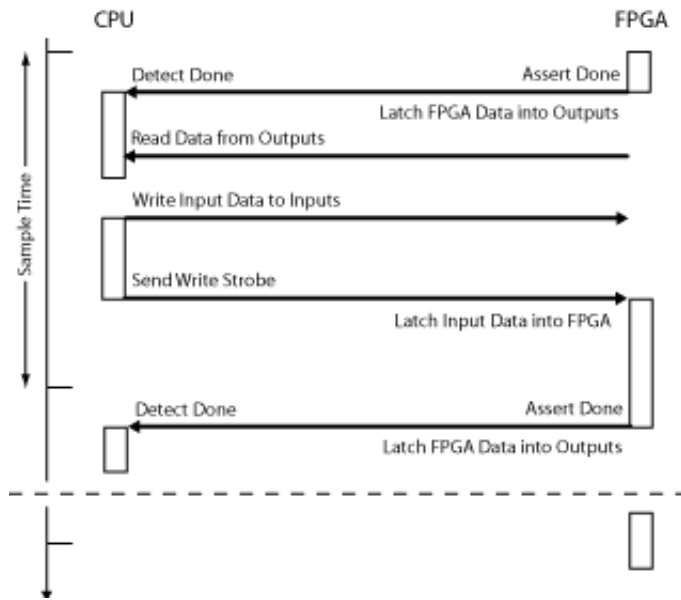 CPU
FPGA
Detect Done
Assert Done
Latch FPGA Data into Outputs
Read Data from Outputs
Write Input Data to Inputs
Sample Time
Send Write Strobe
Latch Input Data into FPGA
Detect Done
Assert Done
Latch FPGA Data into Outputs